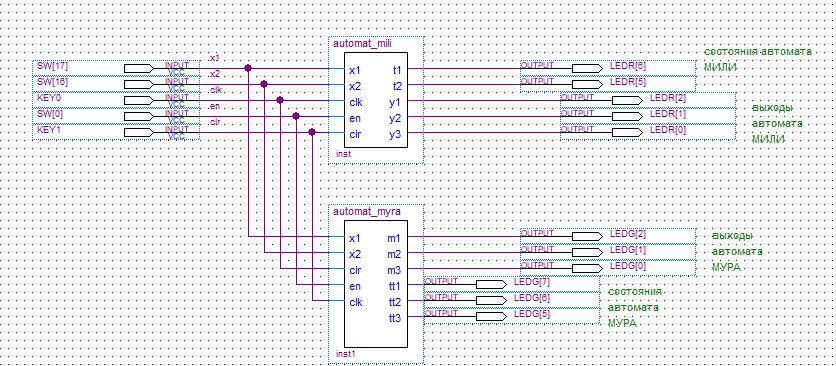 automat_mili
SW[17] INPUT VCC x1 x1 t1 OUTPUT LEDR[6] состояния автомата
SW[16] INPUT VCC x2 x2 t2 OUTPUT LEDR[5] МИЛИ
KEY0 INPUT VCC clk clk y1 OUTPUT LEDR[2] выходы
SW[0] INPUT VCC en en y2 OUTPUT LEDR[1] автомата
KEY1 INPUT VCC clr clr y3 OUTPUT LEDR[0] МИЛИ
inst
automat_myra
x1 m1 OUTPUT LEDG[2] выходы
x2 m2 OUTPUT LEDG[1] автомата
clr m3 OUTPUT LEDG[0] МУРА
en tt1 OUTPUT LEDG[7] состояния
clk tt2 OUTPUT LEDG[6] автомата
tt3 OUTPUT LEDG[5] МУРА
inst1